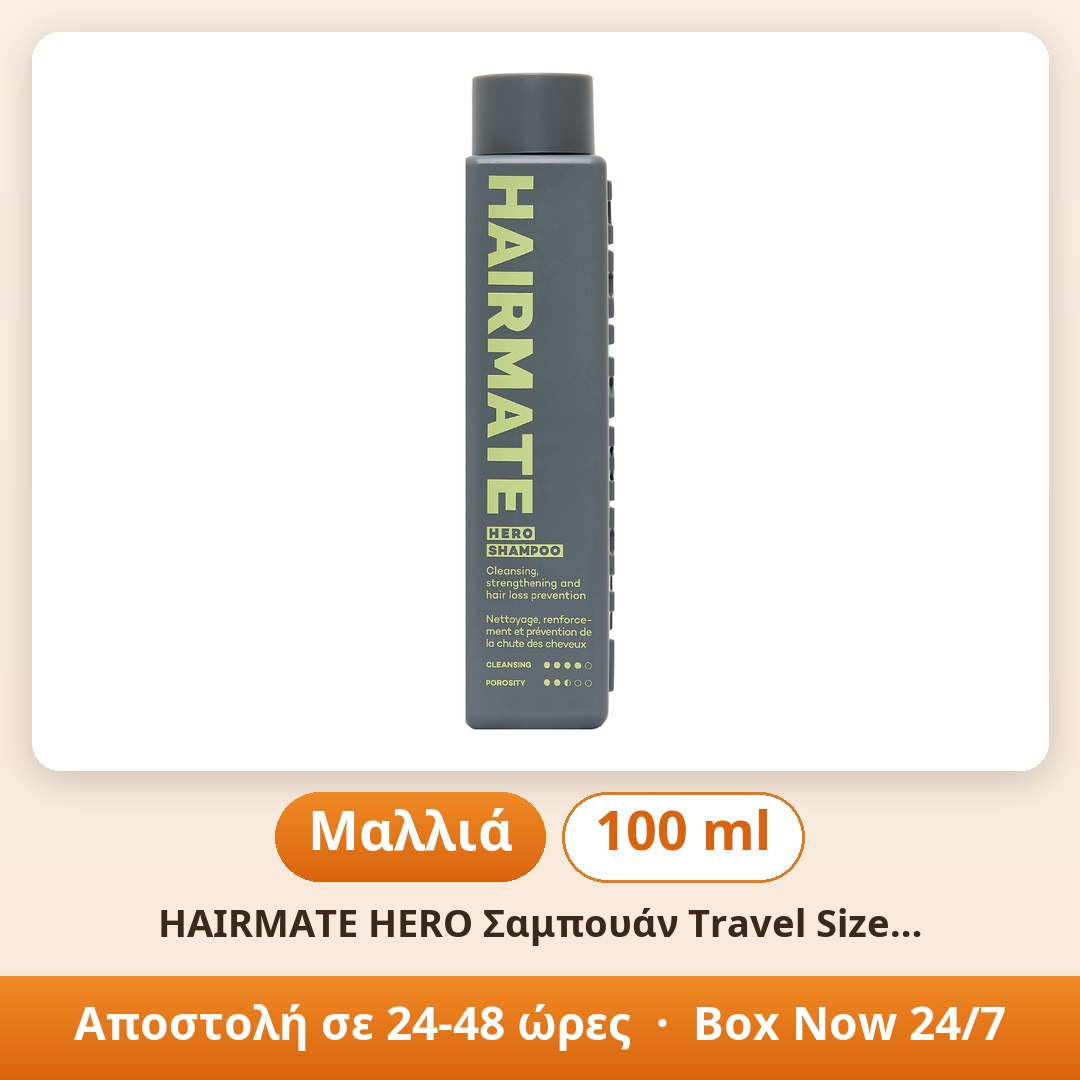 HAIRMATE
HERO
SHAMPOO
Cleansing,
strengthening and
hair loss prevention
Nettoyage, renforce-
ment et prévention de
la chute des cheveux
CLEANSING
POROSITY
Μαλλιά
100 ml
HAIRMATE HERO Σαμπουάν Travel Size...
Αποστολή σε 24-48 ώρες · Box Now 24/7